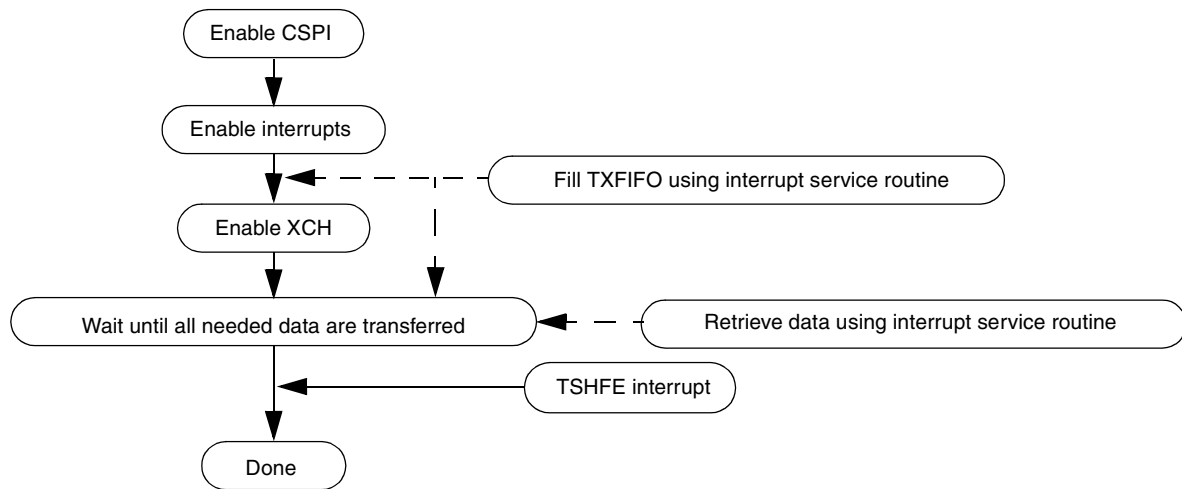 Enable CSPI
Enable interrupts
Fill TXFIFO using interrupt service routine
Enable XCH
Wait until all needed data are transferred
Retrieve data using interrupt service routine
TSHFE interrupt
Done